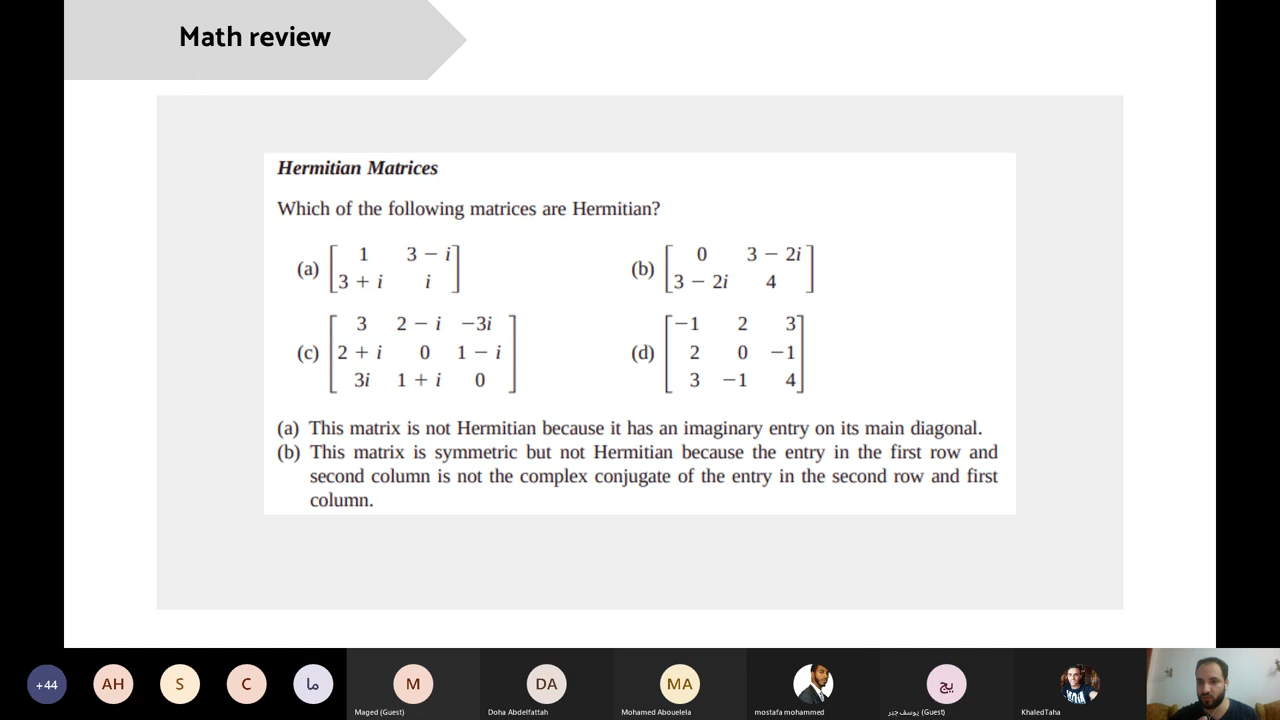 Math review
Hermitian Matrices
Which of the following matrices are Hermitian?
(a) [1 3 − i; 3 + i i]
(b) [0 3 − 2i; 3 − 2i 4]
(c) [3 2 − i −3i; 2 + i 0 1 − i; 3i 1 + i 0]
(d) [−1 2 3; 2 0 −1; 3 −1 4]
(a) This matrix is not Hermitian because it has an imaginary entry on its main diagonal.
(b) This matrix is symmetric but not Hermitian because the entry in the first row and
second column is not the complex conjugate of the entry in the second row and first
column.
+44 AH S C ما M DA MA يج
Maged (Guest) Doha Abdelfattah Mohamed Abouelela mostafa mohammed يوسف جبر (Guest) KhaledTaha